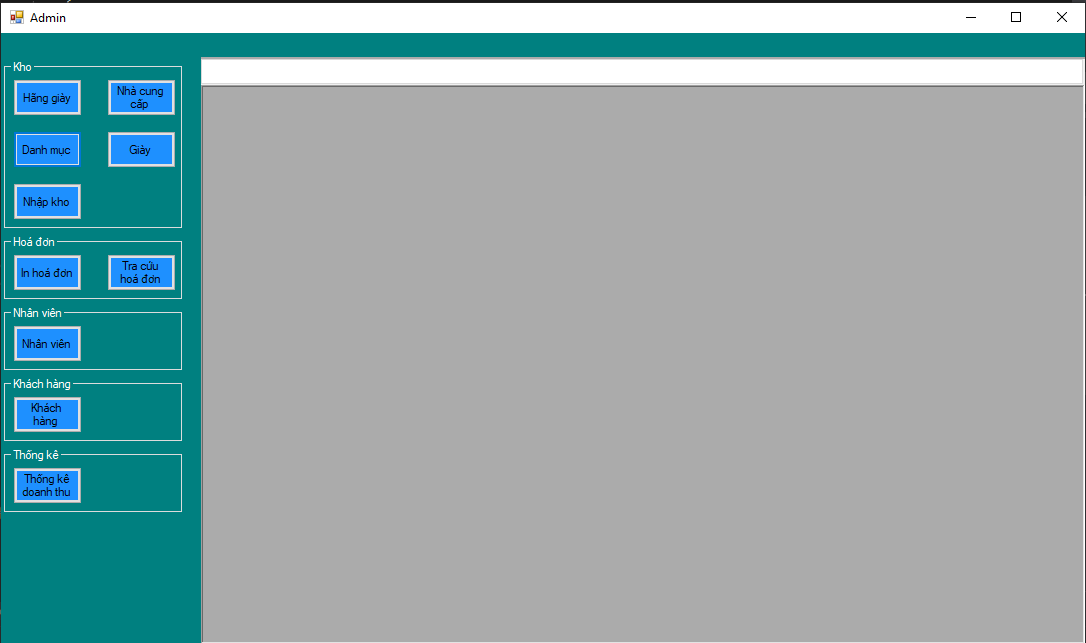 Admin
Kho
Hãng giày
Nhà cung
cấp
Danh mục
Giày
Nhập kho
Hoá đơn
In hoá đơn
Tra cứu
hoá đơn
Nhân viên
Nhân viên
Khách hàng
Khách
hàng
Thống kê
Thống kê
doanh thu